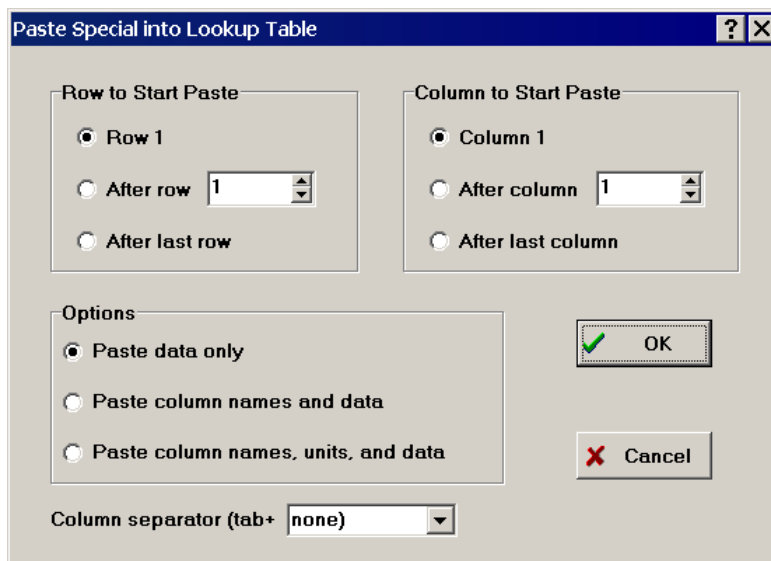 Paste Special into Lookup Table
Row to Start Paste
Row 1
After row 1
After last row
Column to Start Paste
Column 1
After column 1
After last column
Options
Paste data only
Paste column names and data
Paste column names, units, and data
OK
Cancel
Column separator (tab+ none)